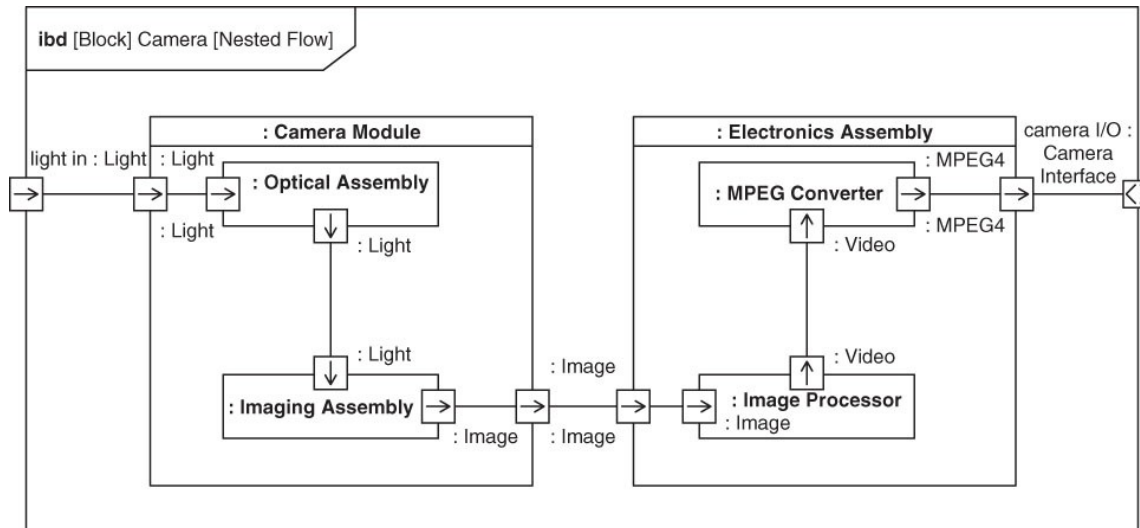 ibd [Block] Camera [Nested Flow]
: Camera Module
: Electronics Assembly
camera I/O :
Camera
Interface
light in : Light
: Light
: Optical Assembly
: Light
: Light
: Light
: Imaging Assembly
: Image
: Image
: Image
: MPEG4
: MPEG Converter
: MPEG4
: Video
: Video
: Image Processor
: Image